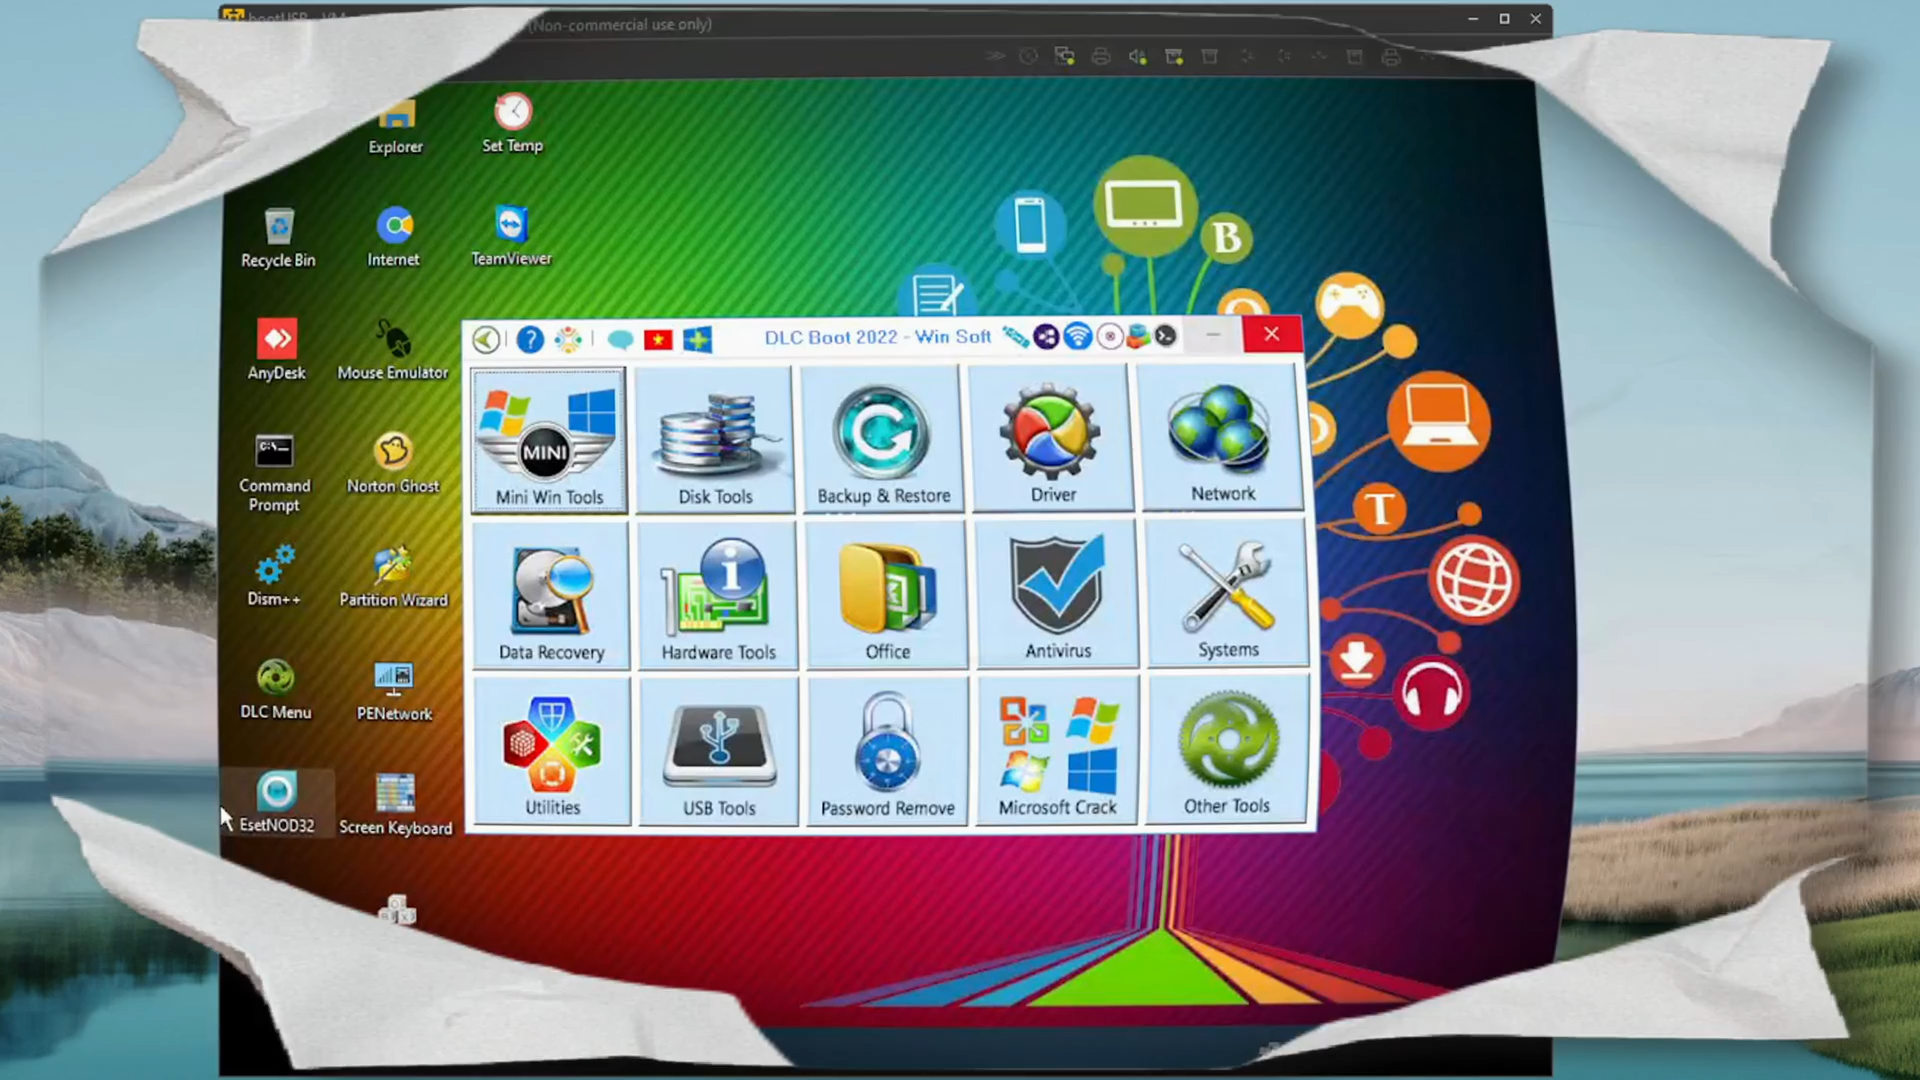 (Non-commercial use only)
Explorer
Set Temp
Recycle Bin
Internet
TeamViewer
AnyDesk
Mouse Emulator
C:\_
Command
Prompt
Norton Ghost
Dism++
Partition Wizard
DLC Menu
PENetwork
EsetNOD32
Screen Keyboard
B
T
?
DLC Boot 2022 - Win Soft
MINI
Mini Win Tools
Disk Tools
Backup & Restore
Driver
Network
Data Recovery
Hardware Tools
Office
Antivirus
Systems
Utilities
USB Tools
Password Remove
Microsoft Crack
Other Tools